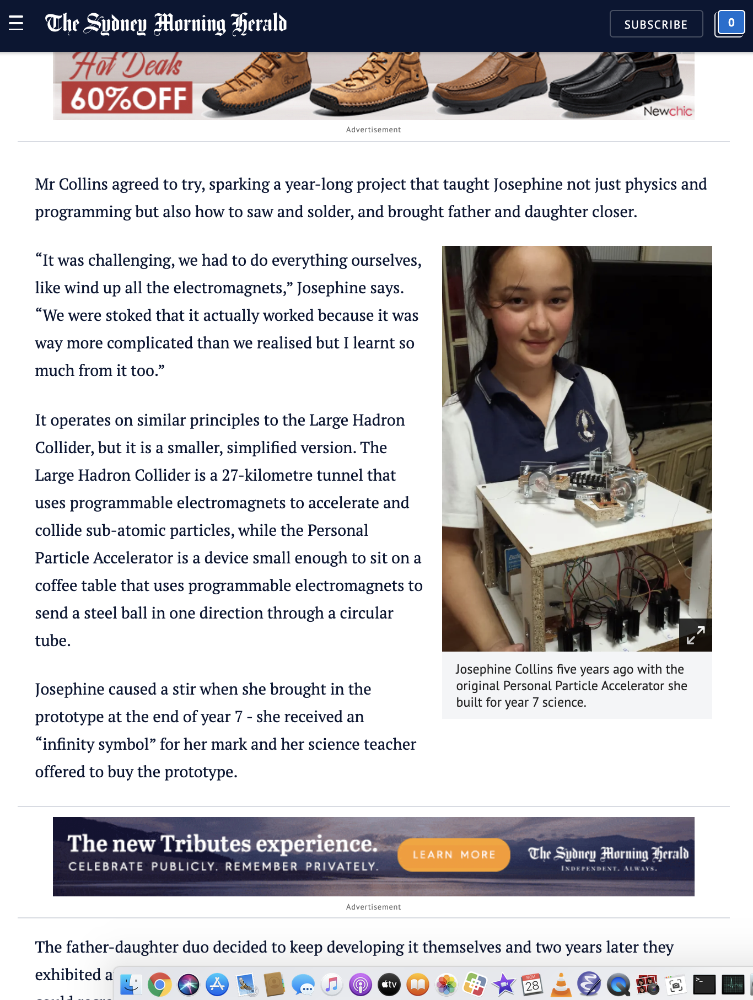 The Sydney Morning Herald
SUBSCRIBE
0
Hot Deals
60%OFF
5
Newchic
Advertisement
Mr Collins agreed to try, sparking a year-long project that taught Josephine not just physics and
programming but also how to saw and solder, and brought father and daughter closer.
“It was challenging, we had to do everything ourselves,
like wind up all the electromagnets,” Josephine says.
“We were stoked that it actually worked because it was
way more complicated than we realised but I learnt so
much from it too.”
It operates on similar principles to the Large Hadron
Collider, but it is a smaller, simplified version. The
Large Hadron Collider is a 27-kilometre tunnel that
uses programmable electromagnets to accelerate and
collide sub-atomic particles, while the Personal
Particle Accelerator is a device small enough to sit on a
coffee table that uses programmable electromagnets to
send a steel ball in one direction through a circular
tube.
Josephine Collins five years ago with the
original Personal Particle Accelerator she
built for year 7 science.
Josephine caused a stir when she brought in the
prototype at the end of year 7 - she received an
“infinity symbol” for her mark and her science teacher
offered to buy the prototype.
The new Tributes experience.
CELEBRATE PUBLICLY. REMEMBER PRIVATELY.
LEARN MORE
The Sydney Morning Herald
INDEPENDENT. ALWAYS.
Advertisement
The father-daughter duo decided to keep developing it themselves and two years later they
exhibited a
tv
NOV
28
>_